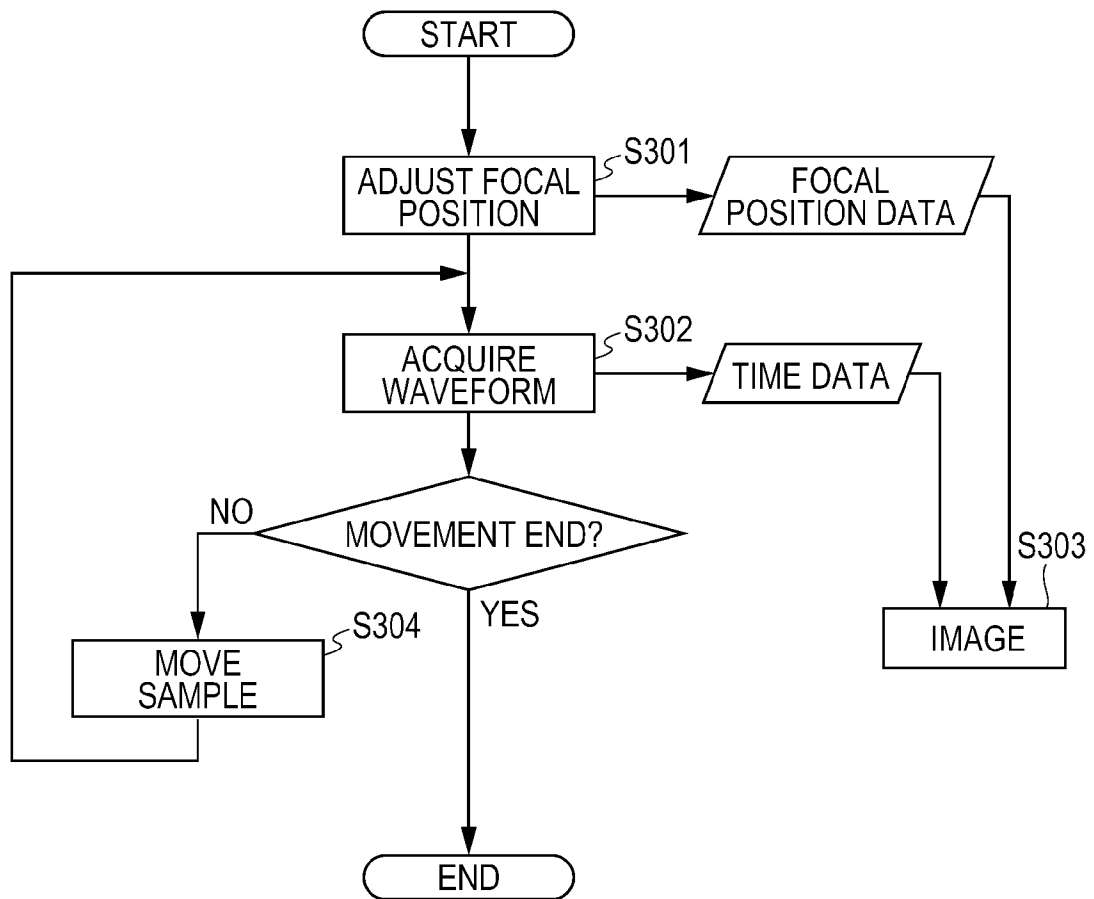 START
S301
ADJUST FOCAL
POSITION
FOCAL
POSITION DATA
S302
ACQUIRE
WAVEFORM
TIME DATA
NO
MOVEMENT END?
S303
YES
S304
IMAGE
MOVE
SAMPLE
END